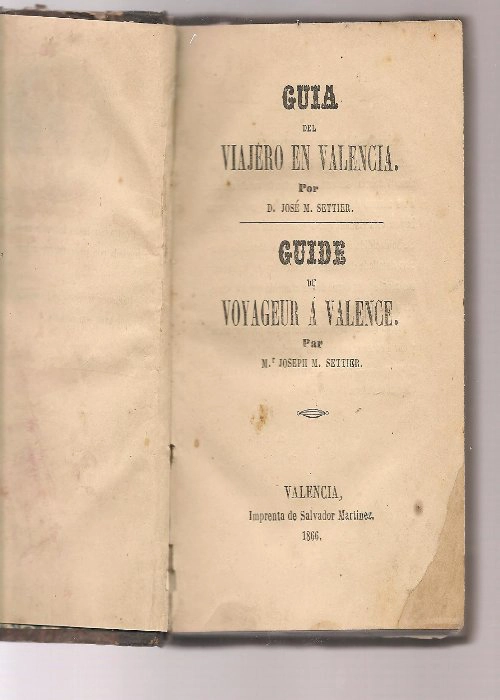 GUIA
DEL
VIAJERO EN VALENCIA.
Por
D. JOSÉ M. SETTIER.
GUIDE
DU
VOYAGEUR Á VALENCE.
Par
M.r JOSEPH M. SETTIER.
VALENCIA,
Imprenta de Salvador Martinez.
1866.